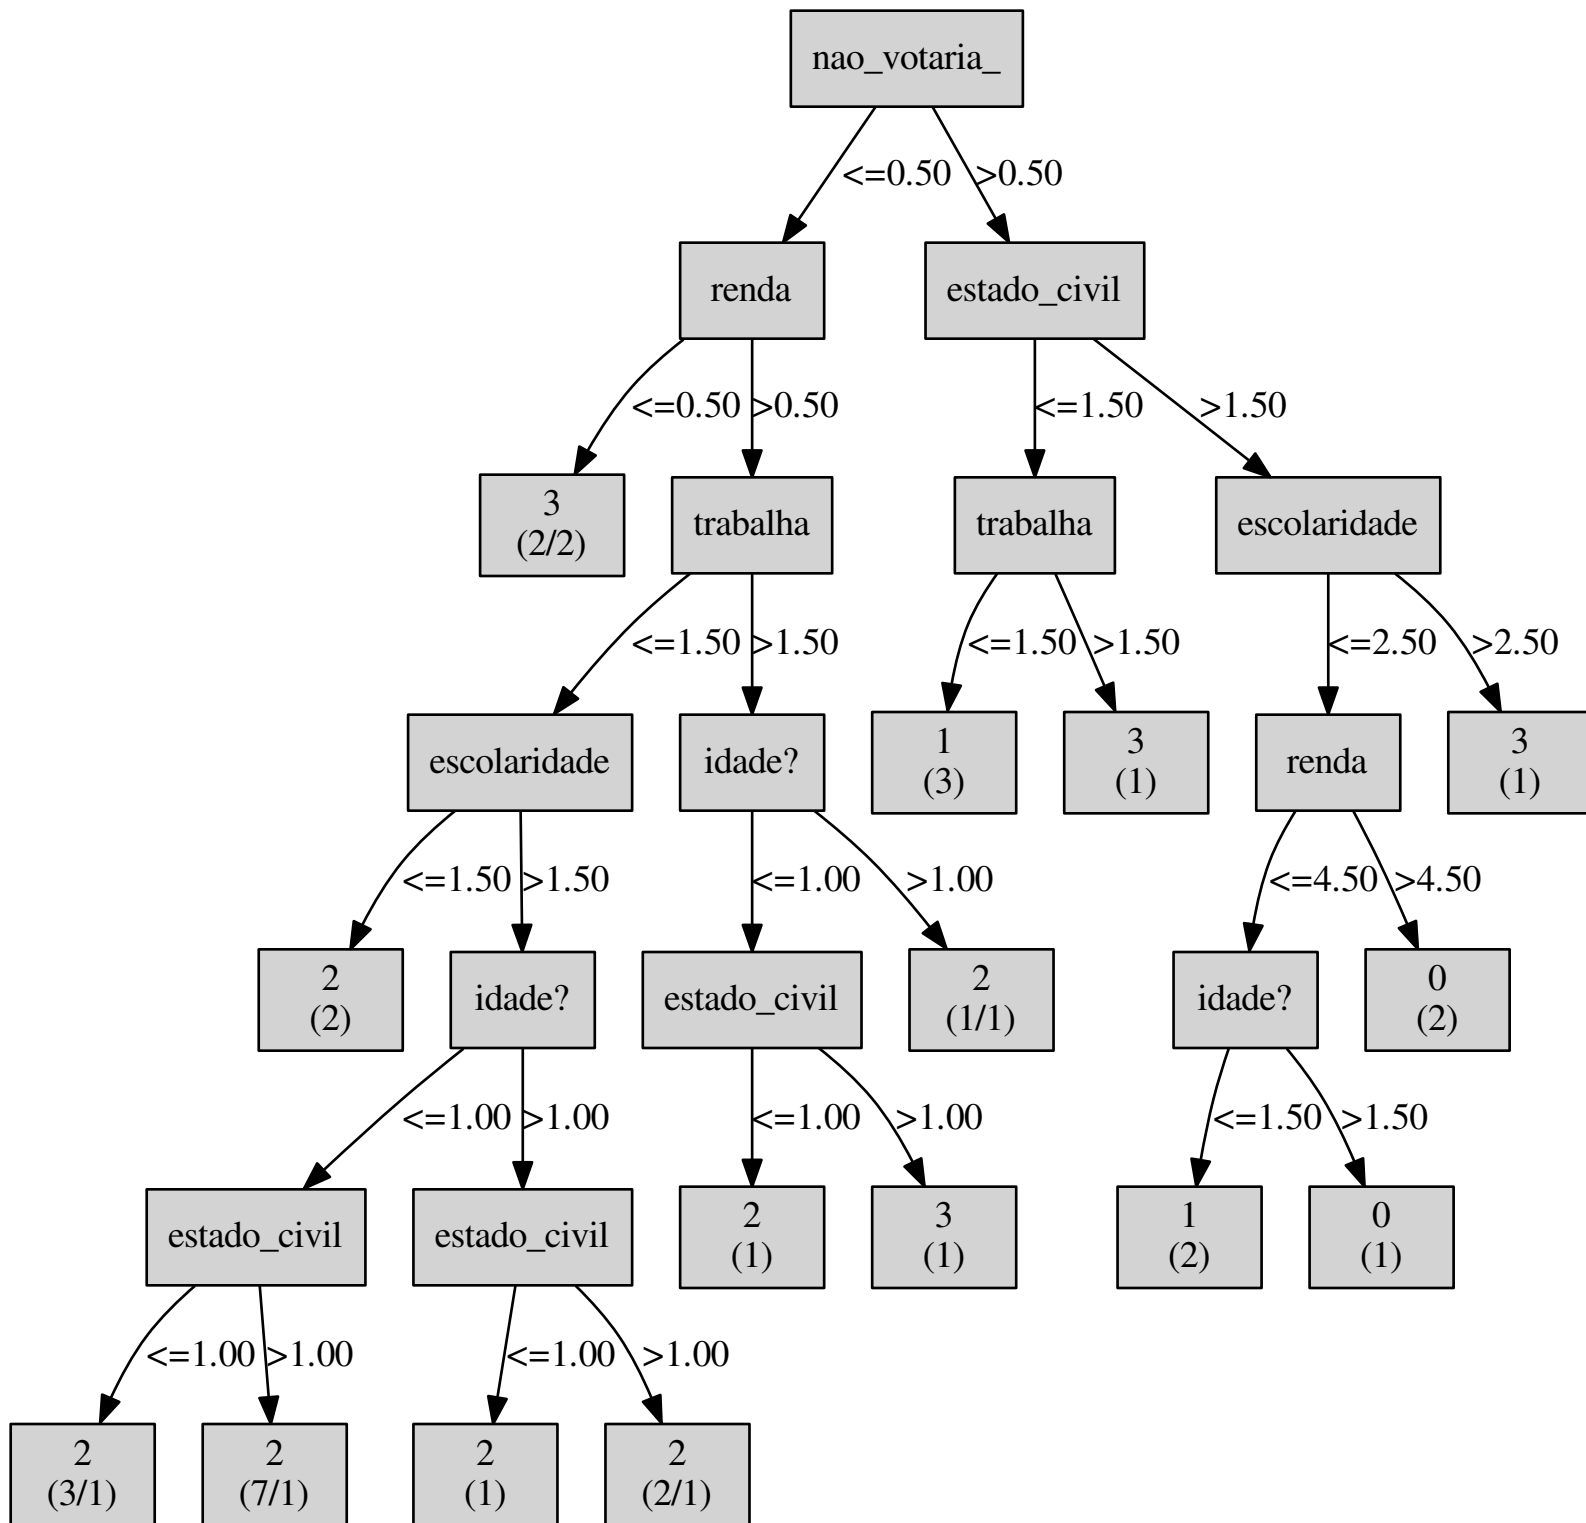 nao_votaria_
<=0.50 >0.50
renda estado_civil
<=0.50 >0.50 <=1.50 >1.50
3
(2/2)
trabalha trabalha escolaridade
<=1.50 >1.50 <=1.50 >1.50 <=2.50 >2.50
escolaridade idade?
1
(3)
3
(1)
renda
3
(1)
<=1.50 >1.50 <=1.00 >1.00 <=4.50 >4.50
2
(2)
idade? estado_civil
2
(1/1)
idade?
0
(2)
<=1.00 >1.00 <=1.00 >1.00 <=1.50 >1.50
estado_civil estado_civil
2
(1)
3
(1)
1
(2)
0
(1)
<=1.00 >1.00 <=1.00 >1.00
2
(3/1)
2
(7/1)
2
(1)
2
(2/1)